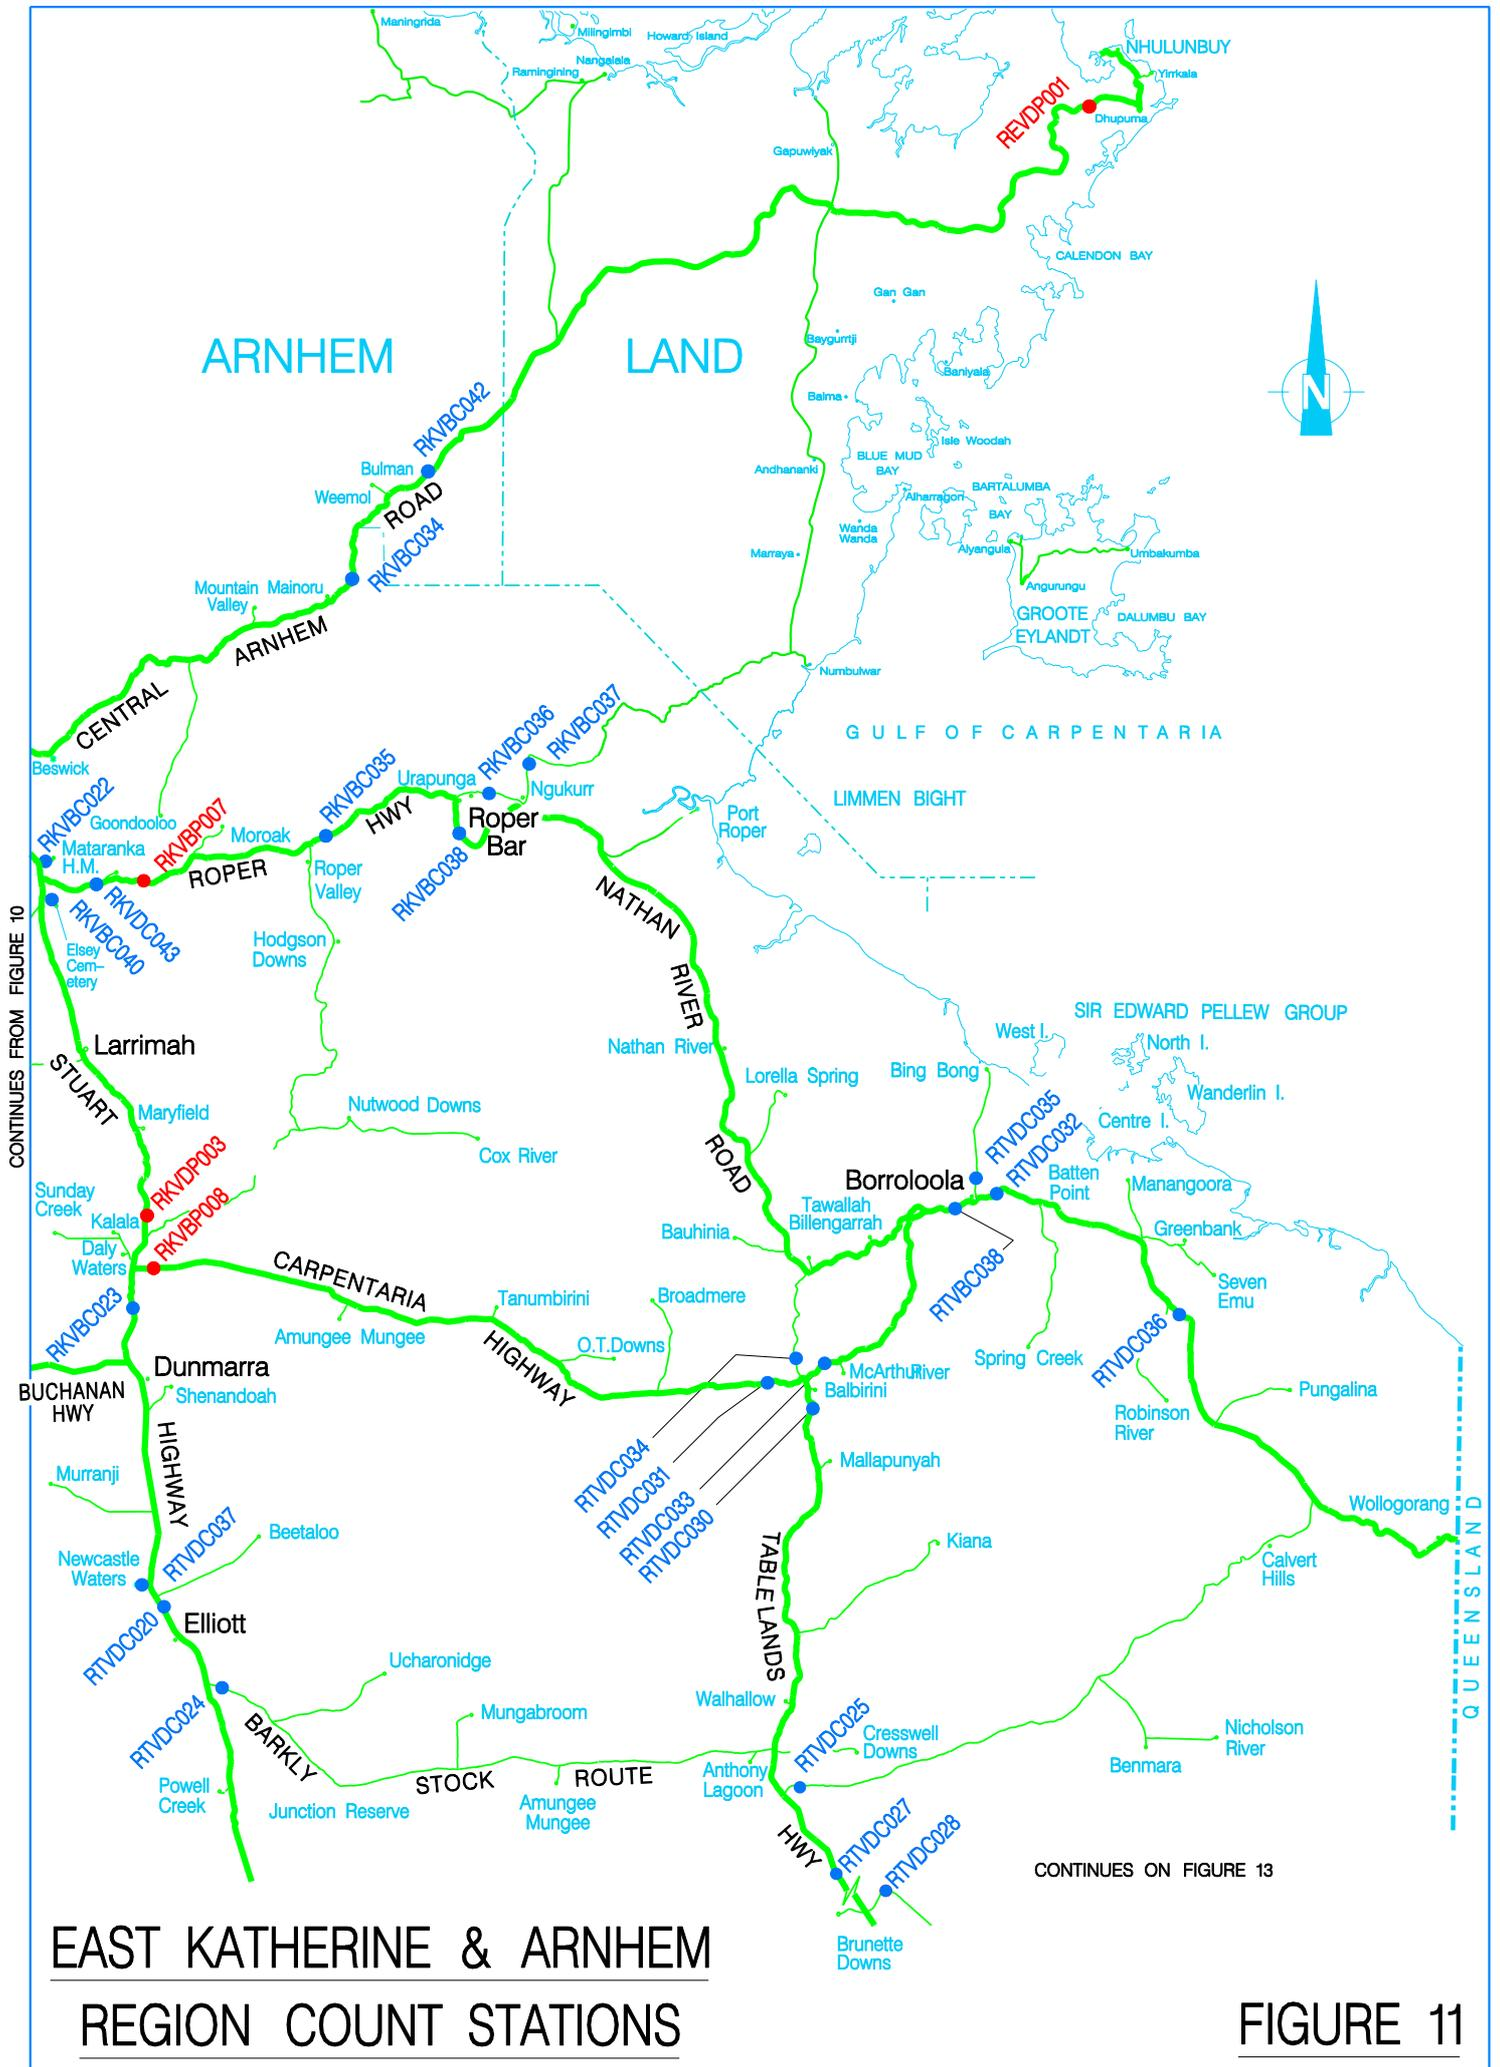 Maningrida
Milingimbi
Howard Island
Nangalala
Ramingining
NHULUNBUY
Yirrkala
REVDP001
Dhupuma
Gapuwiyak
CALENDON BAY
Gan Gan
Baygurrtji
ARNHEM LAND
Baniyala
Balma
N
RKVBC042
Isle Woodah
BLUE MUD
BAY
Bulman
Andhananki
Weemol
ROAD
BARTALUMBA
BAY
Alharragon
RKVBC034
Wanda
Wanda
Marraya
Alyangula
Umbakumba
Mountain
Valley
Mainoru
Angurungu
GROOTE
EYLANDT
DALUMBU BAY
ARNHEM
Numbulwar
CENTRAL
GULF OF CARPENTARIA
RKVBC036
RKVBC037
Beswick
RKVBC035
Urapunga
Ngukurr
LIMMEN BIGHT
RKVBC022
RKVBP007
Goondooloo
HWY
Roper
Bar
Port
Roper
Mataranka
H.M.
Moroak
ROPER
Roper
Valley
RKVBC038
NATHAN
RKVDC043
RKVBC040
CONTINUES FROM FIGURE 10
Elsey
Cem-
etery
Hodgson
Downs
RIVER
SIR EDWARD PELLEW GROUP
West I.
North I.
Larrimah
Nathan River
STUART
Lorella Spring
Bing Bong
Wanderlin I.
Maryfield
Nutwood Downs
Centre I.
RTVDC035
RTVDC032
Cox River
ROAD
RKVDP003
Borroloola
Batten
Point
Manangoora
Sunday
Creek
Kalala
RKVBP008
Tawallah
Billengarrah
Bauhinia
Greenbank
Daly
Waters
CARPENTARIA
RTVBC038
Seven
Emu
RKVBC023
Tanumbirini
Broadmere
Amungee Mungee
HIGHWAY
O.T.Downs
RTVDC036
Spring Creek
Dunmarra
McArthur
River
BUCHANAN
HWY
Shenandoah
Balbirini
Pungalina
Robinson
River
HIGHWAY
RTVDC034
RTVDC031
RTVDC033
RTVDC030
Murranji
Mallapunyah
Wollogorang
QUEENSLAND
RTVDC037
Beetaloo
TABLELANDS
Kiana
Newcastle
Waters
Calvert
Hills
Elliott
RTVDC020
Ucharonidge
RTVDC024
Walhallow
Mungabroom
RTVDC025
BARKLY
Cresswell
Downs
Nicholson
River
Benmara
Powell
Creek
STOCK
ROUTE
Anthony
Lagoon
Junction Reserve
Amungee
Mungee
HWY
RTVDC027
RTVDC028
CONTINUES ON FIGURE 13
Brunette
Downs
EAST KATHERINE & ARNHEM
REGION COUNT STATIONS
FIGURE 11